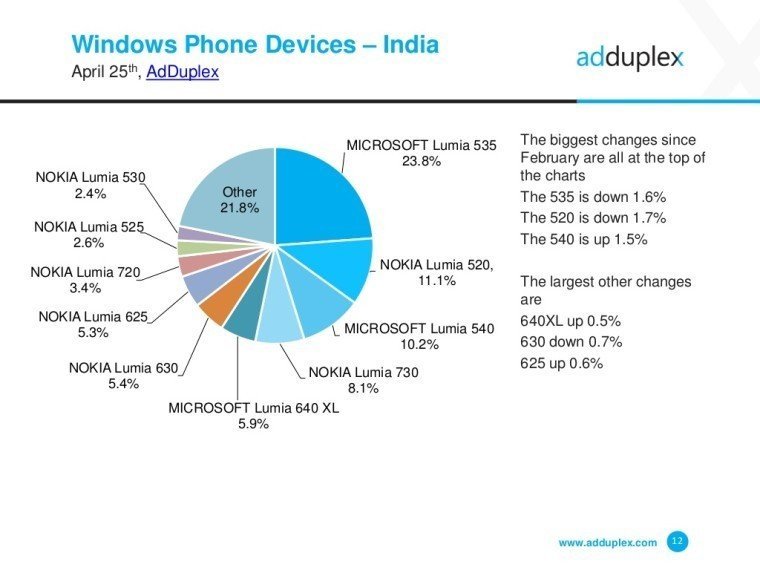 Windows Phone Devices – India
April 25th, AdDuplex
adduplex
MICROSOFT Lumia 535
23.8%
NOKIA Lumia 520,
11.1%
MICROSOFT Lumia 540
10.2%
NOKIA Lumia 730
8.1%
MICROSOFT Lumia 640 XL
5.9%
NOKIA Lumia 630
5.4%
NOKIA Lumia 625
5.3%
NOKIA Lumia 720
3.4%
NOKIA Lumia 525
2.6%
NOKIA Lumia 530
2.4%
Other
21.8%
The biggest changes since
February are all at the top of
the charts
The 535 is down 1.6%
The 520 is down 1.7%
The 540 is up 1.5%
The largest other changes
are
640XL up 0.5%
630 down 0.7%
625 up 0.6%
www.adduplex.com 12